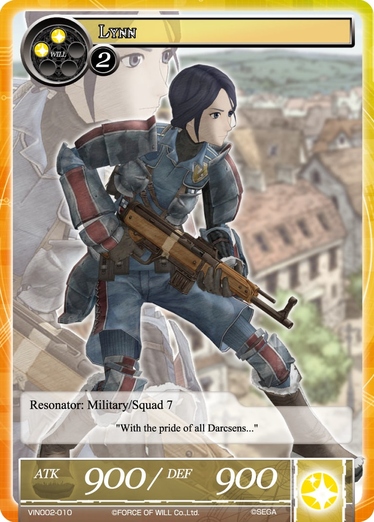 Lynn
WILL
2
Resonator: Military/Squad 7
"With the pride of all Darcsens..."
ATK 900 / DEF 900
VIN002-010 ©FORCE OF WILL Co.,Ltd. ©SEGA